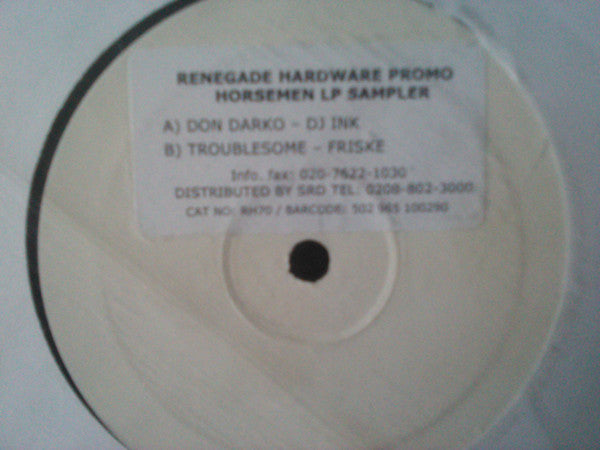 RENEGADE HARDWARE PROMO
HORSEMEN LP SAMPLER
A) DON DARKO – DJ INK
B) TROUBLESOME – FRISKE
Info. fax: 020-7622-1030
DISTRIBUTED BY SRD TEL: 0208-802-3000
CAT NO: RH70 / BARCODE: 502 965 100290